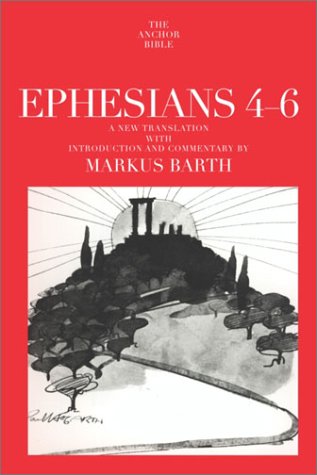 THE
ANCHOR
BIBLE
EPHESIANS 4–6
A NEW TRANSLATION
WITH
INTRODUCTION AND COMMENTARY BY
MARKUS BARTH